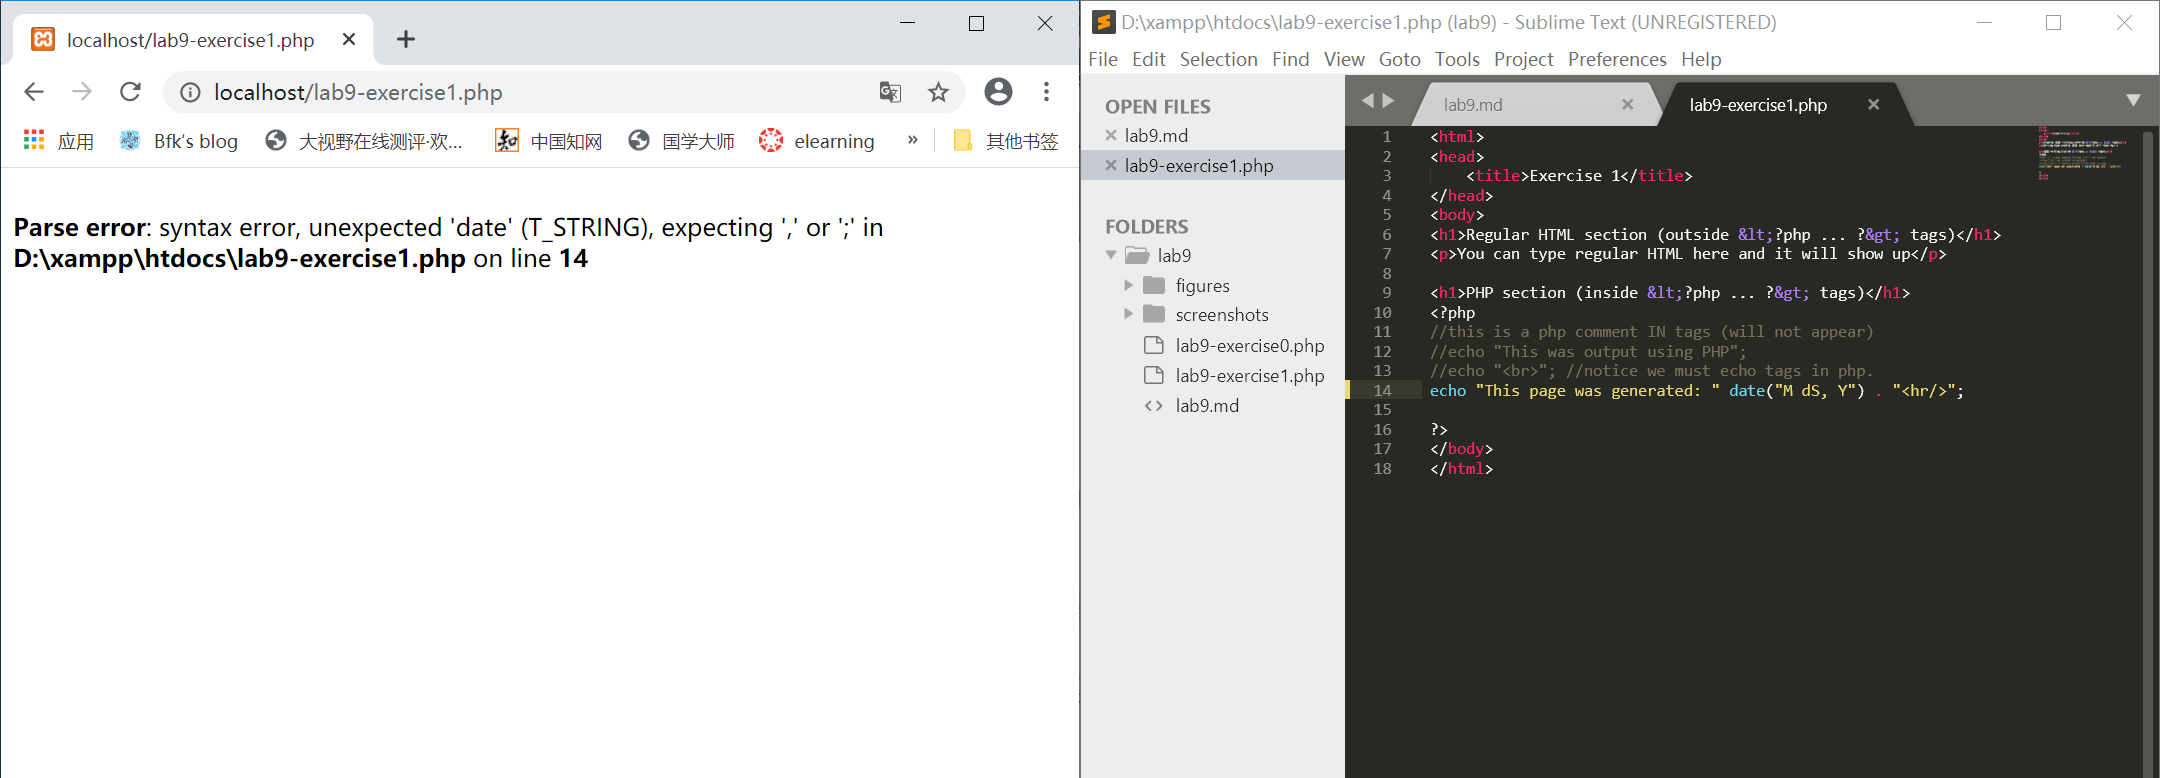 localhost/lab9-exercise1.php
localhost/lab9-exercise1.php
应用 Bfk‘s blog 大视野在线测评·欢... 中国知网 国学大师 elearning » 其他书签
Parse error: syntax error, unexpected 'date' (T_STRING), expecting ',' or ';' in
D:\xampp\htdocs\lab9-exercise1.php on line 14
D:\xampp\htdocs\lab9-exercise1.php (lab9) - Sublime Text (UNREGISTERED)
File Edit Selection Find View Goto Tools Project Preferences Help
OPEN FILES
lab9.md
lab9-exercise1.php
FOLDERS
lab9
figures
screenshots
lab9-exercise0.php
lab9-exercise1.php
lab9.md
lab9.md lab9-exercise1.php
1 <html>
2 <head>
3 <title>Exercise 1</title>
4 </head>
5 <body>
6 <h1>Regular HTML section (outside &lt;?php ... ?&gt; tags)</h1>
7 <p>You can type regular HTML here and it will show up</p>
8
9 <h1>PHP section (inside &lt;?php ... ?&gt; tags)</h1>
10 <?php
11 //this is a php comment IN tags (will not appear)
12 //echo "This was output using PHP";
13 //echo "<br>"; //notice we must echo tags in php.
14 echo "This page was generated: " date("M dS, Y") . "<hr/>";
15
16 ?>
17 </body>
18 </html>